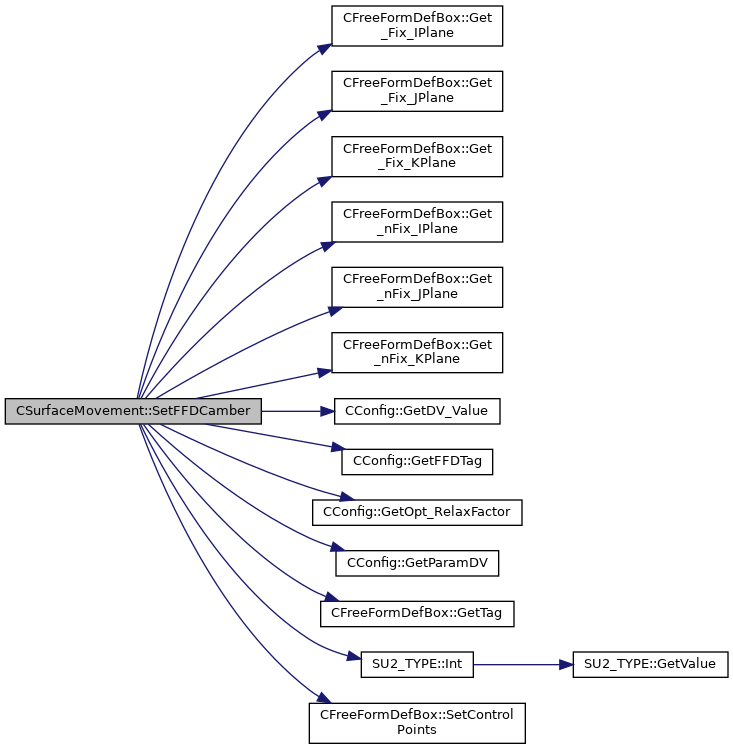 CFreeFormDefBox::Get
_Fix_IPlane
CFreeFormDefBox::Get
_Fix_JPlane
CFreeFormDefBox::Get
_Fix_KPlane
CFreeFormDefBox::Get
_nFix_IPlane
CFreeFormDefBox::Get
_nFix_JPlane
CFreeFormDefBox::Get
_nFix_KPlane
CSurfaceMovement::SetFFDCamber
CConfig::GetDV_Value
CConfig::GetFFDTag
CConfig::GetOpt_RelaxFactor
CConfig::GetParamDV
CFreeFormDefBox::GetTag
SU2_TYPE::Int
SU2_TYPE::GetValue
CFreeFormDefBox::SetControl
Points